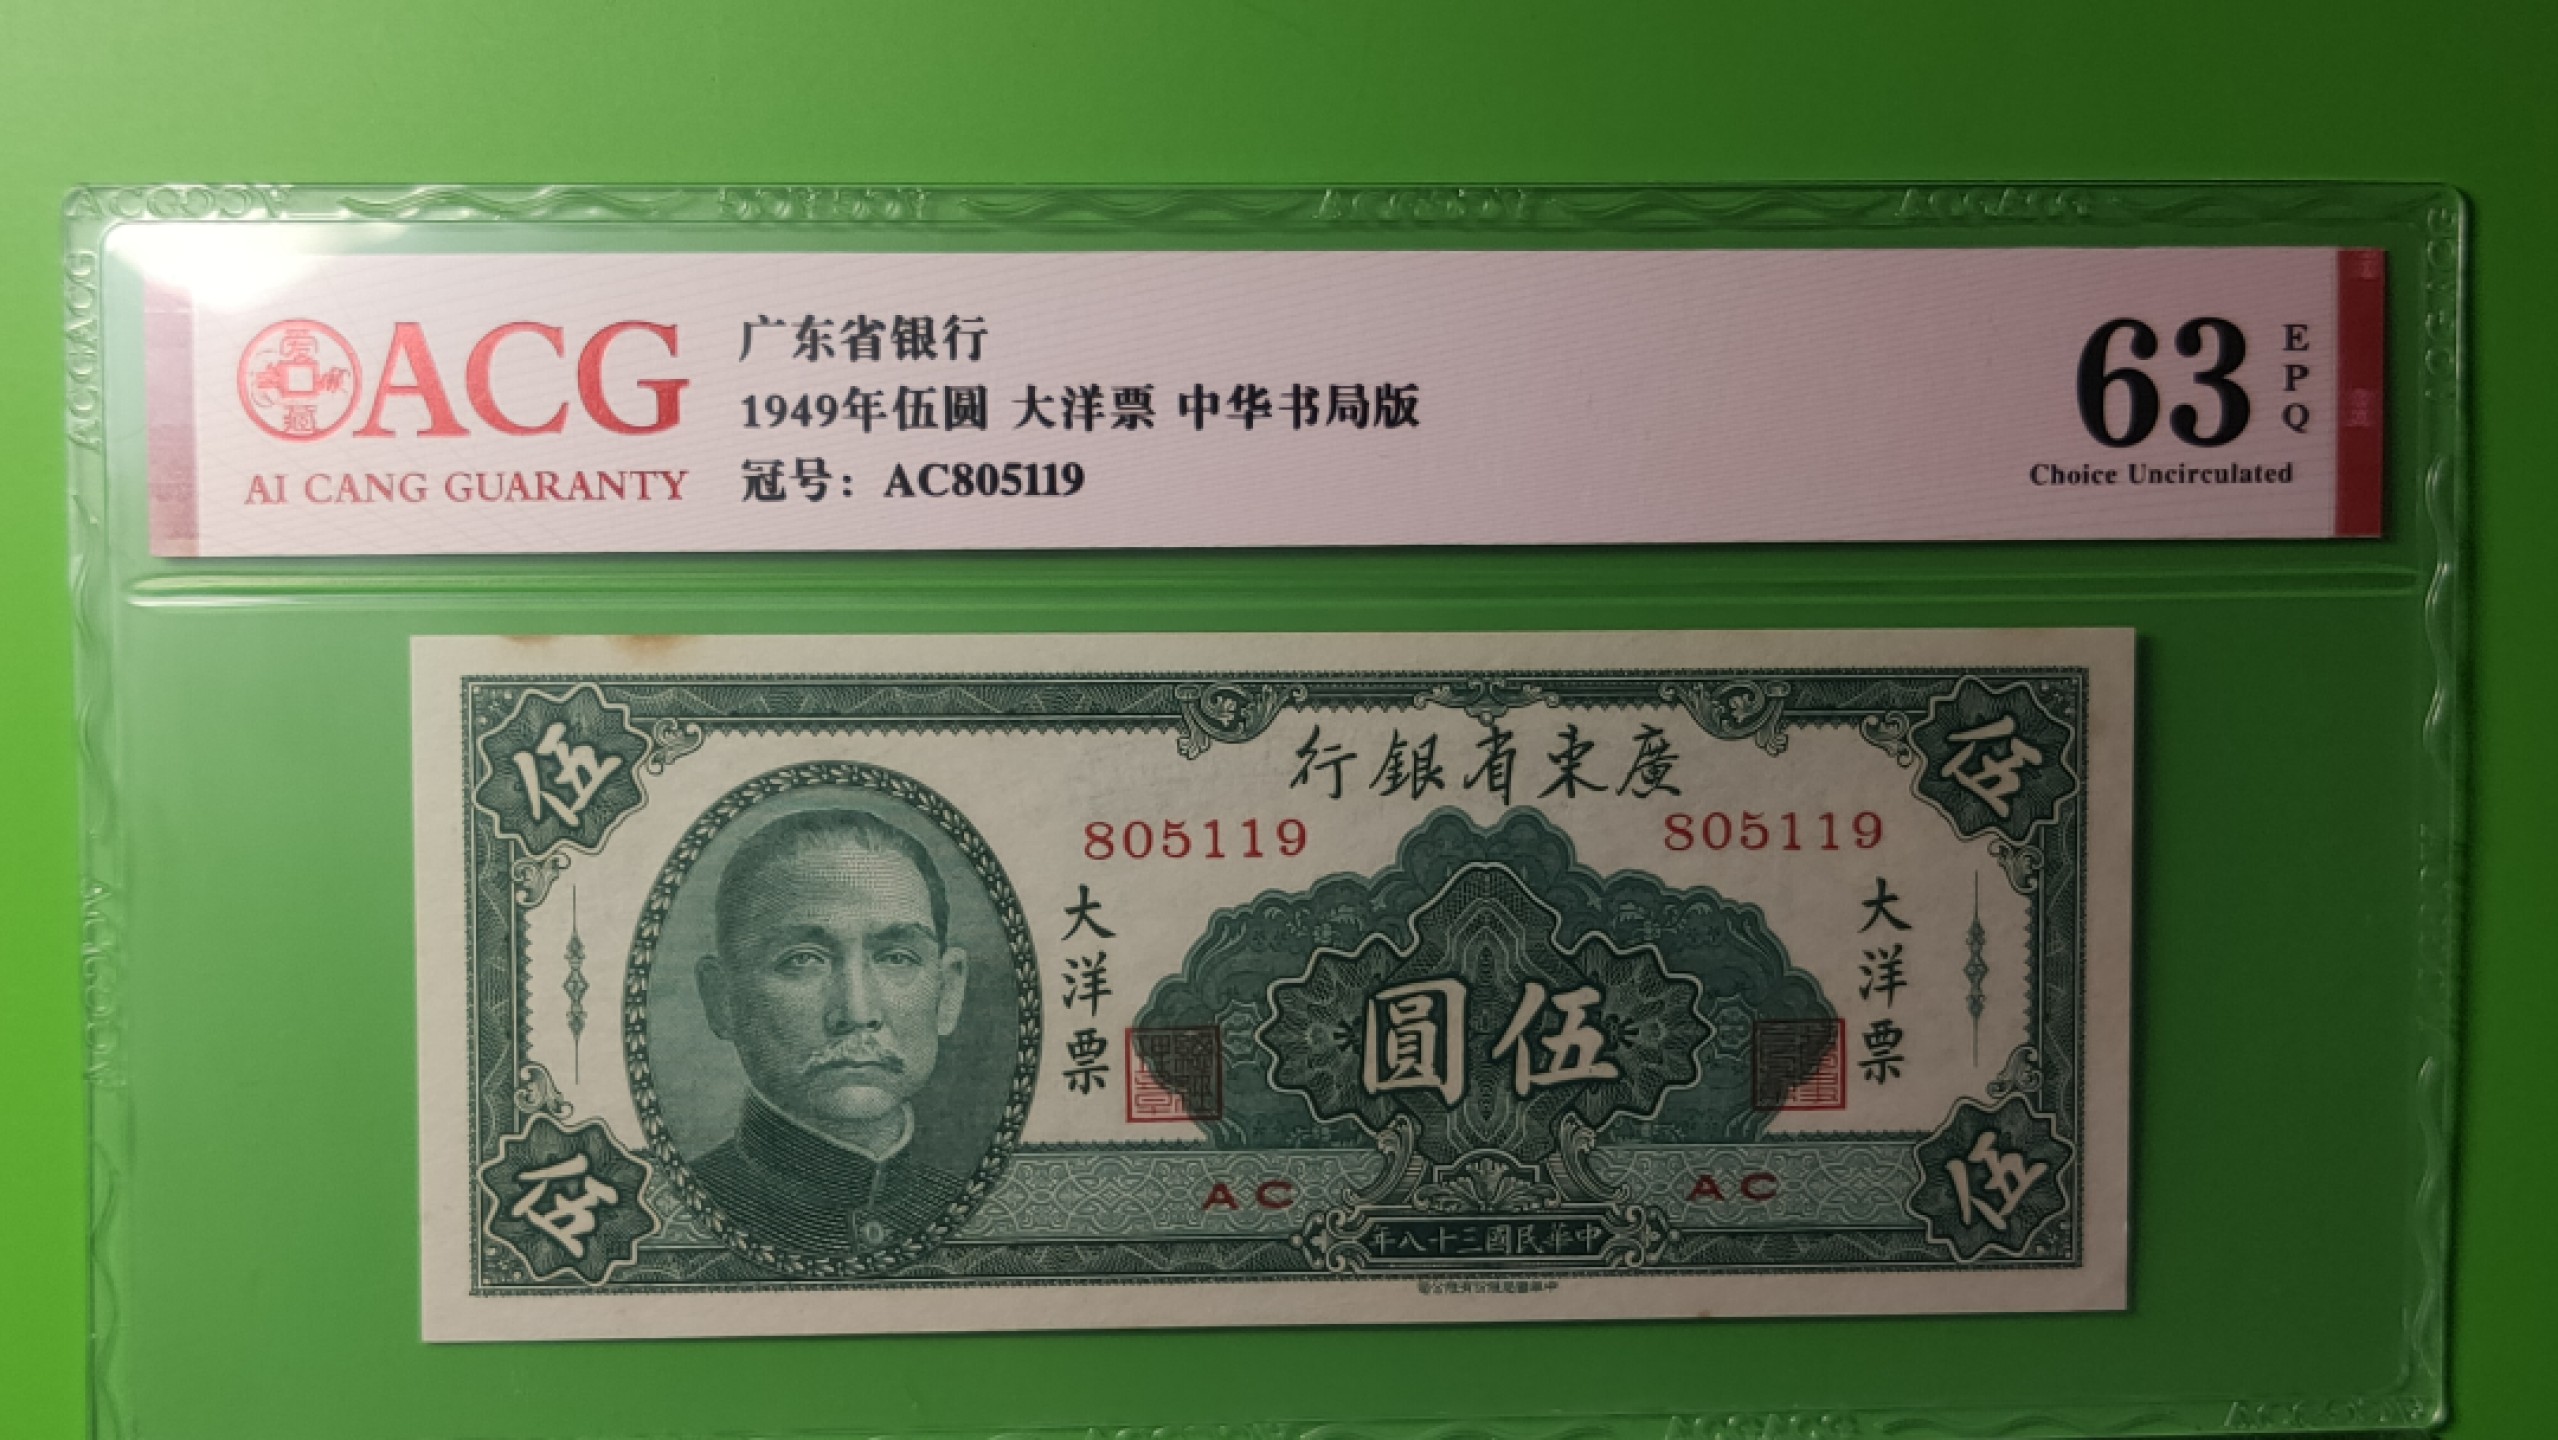 ACG
AI CANG GUARANTY
广东省银行
1949年伍圆 大洋票 中华书局版
冠号：AC805119
63
EPQ
Choice Uncirculated
伍
伍
行銀省東廣
805119
805119
大洋票
大洋票
圓伍
AC
AC
伍
伍
年八十三國民華中